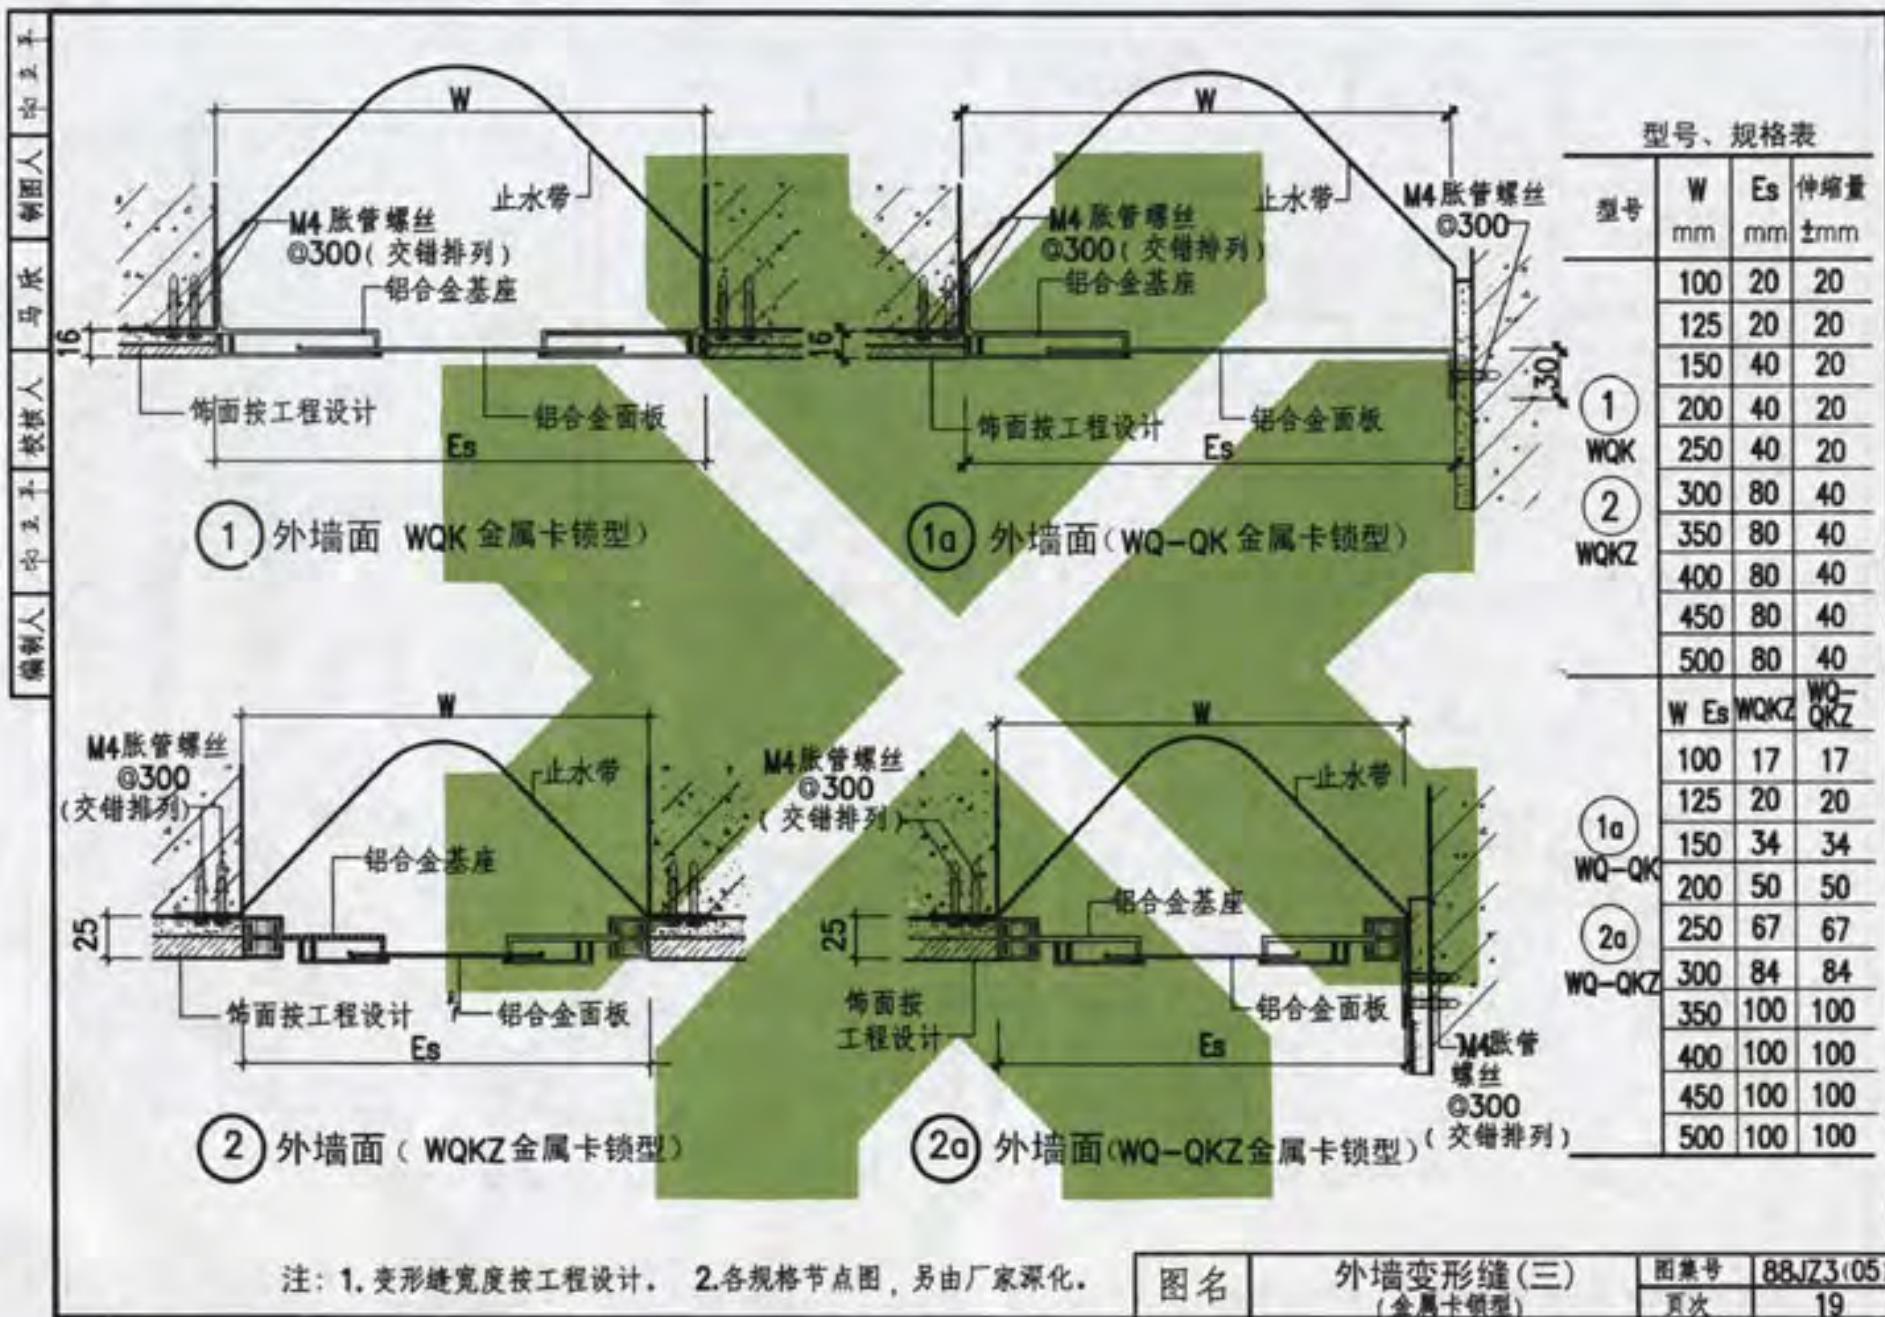 W
止水带
M4胀管螺丝
@300(交错排列)
铝合金基座
16
饰面按工程设计
铝合金面板
Es
1 外墙面 WQK金属卡锁型)
W
止水带
M4胀管螺丝
@300(交错排列)
铝合金基座
M4胀管螺丝
@300
16
30
饰面按工程设计
铝合金面板
Es
1a 外墙面(WQ-QK金属卡锁型)
W
M4胀管螺丝
@300
(交错排列)
止水带
铝合金基座
25
饰面按工程设计
铝合金面板
Es
2 外墙面(WQKZ金属卡锁型)
W
M4胀管螺丝
@300
(交错排列)
止水带
铝合金基座
25
饰面按
工程设计
铝合金面板
Es
M4胀管
螺丝
@300
(交错排列)
2a 外墙面(WQ-QKZ金属卡锁型)
型号、规格表
型号 W mm Es mm 伸缩量 ±mm
1 WQK
2 WQKZ
100 20 20
125 20 20
150 40 20
200 40 20
250 40 20
300 80 40
350 80 40
400 80 40
450 80 40
500 80 40
W Es WQKZ WQ-QKZ
1a WQ-QK
2a WQ-QKZ
100 17 17
125 20 20
150 34 34
200 50 50
250 67 67
300 84 84
350 100 100
400 100 100
450 100 100
500 100 100
制图人
校核人
编制人
注: 1.变形缝宽度按工程设计. 2.各规格节点图,另由厂家深化.
图名 外墙变形缝(三)
(金属卡锁型)
图集号 88JZ3(05
页次 19